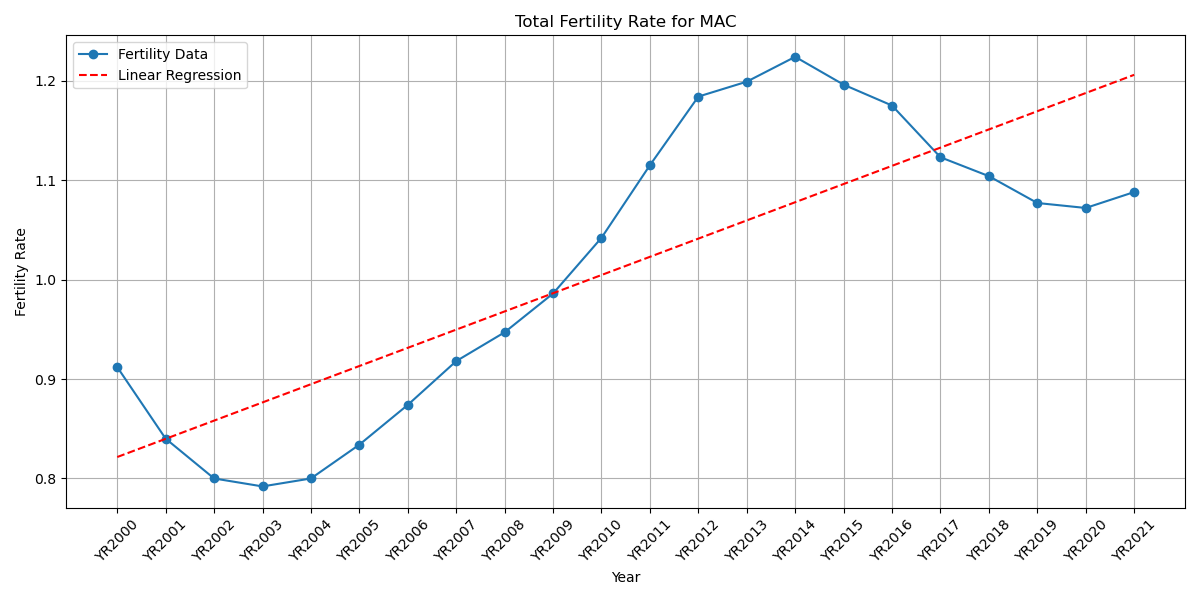 Total Fertility Rate for MAC
Fertility Data
Linear Regression
1.2
1.1
1.0
0.9
0.8
Fertility Rate
YR2000
YR2001
YR2002
YR2003
YR2004
YR2005
YR2006
YR2007
YR2008
YR2009
YR2010
YR2011
YR2012
YR2013
YR2014
YR2015
YR2016
YR2017
YR2018
YR2019
YR2020
YR2021
Year